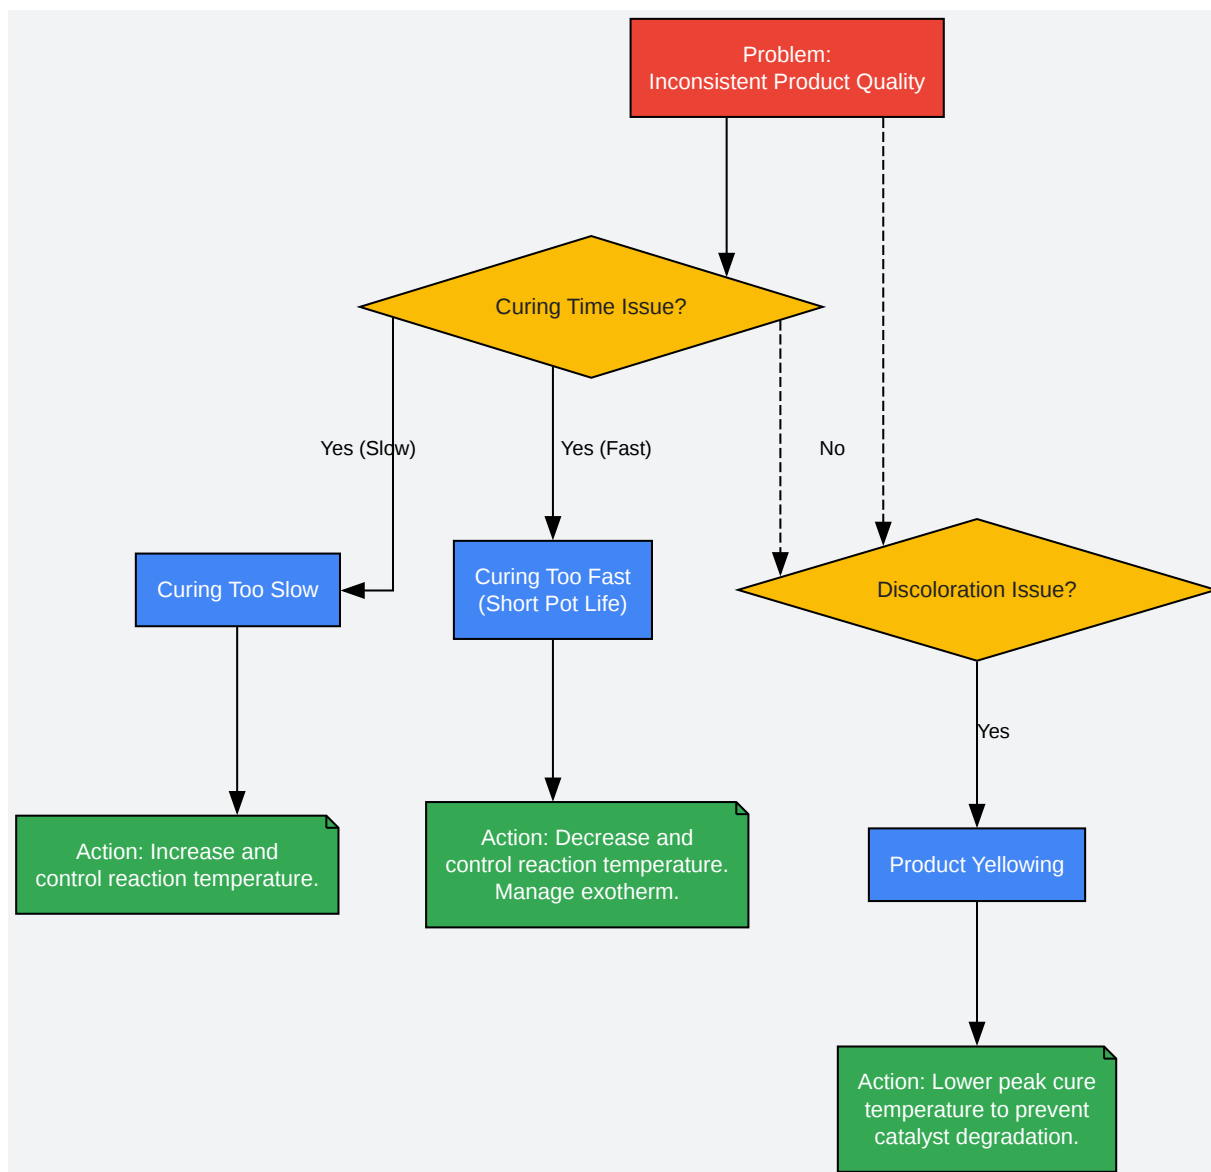 Problem:
Inconsistent Product Quality
Curing Time Issue?
Yes (Slow)
Yes (Fast)
No
Curing Too Slow
Curing Too Fast
(Short Pot Life)
Discoloration Issue?
Yes
Action: Increase and
control reaction temperature.
Action: Decrease and
control reaction temperature.
Manage exotherm.
Product Yellowing
Action: Lower peak cure
temperature to prevent
catalyst degradation.